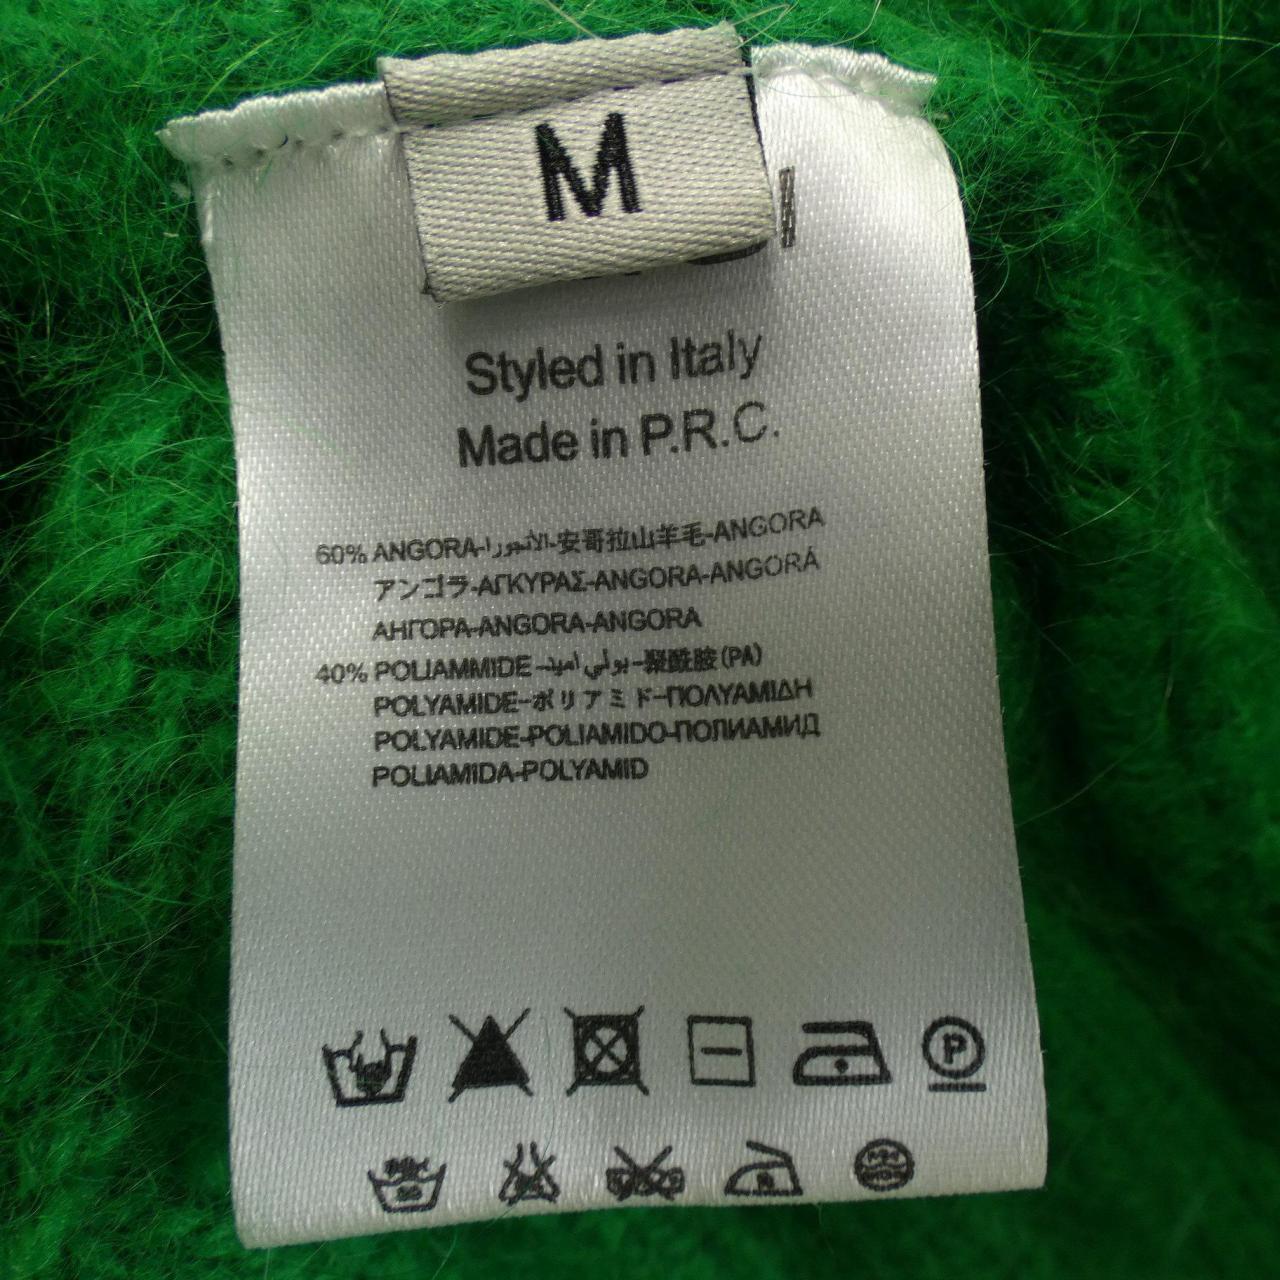 M
Styled in Italy
Made in P.R.C.
60% ANGORA-الأنجورا-安哥拉山羊毛-ANGORA
アンゴラ-ΑΓΚΥΡΑΣ-ANGORA-ANGORÁ
АНГОРА-ANGORA-ANGORA
40% POLIAMMIDE-بولي اميد-聚酰胺(PA)
POLYAMIDE-ポリアミド-ΠΟΛΥΑΜΙΔΗ
POLYAMIDE-POLIAMIDO-ПОЛИАМИД
POLIAMIDA-POLYAMID
P